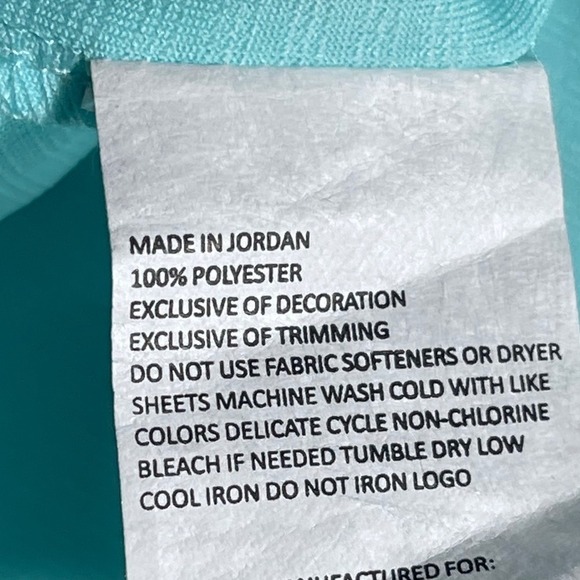 MADE IN JORDAN
100% POLYESTER
EXCLUSIVE OF DECORATION
EXCLUSIVE OF TRIMMING
DO NOT USE FABRIC SOFTENERS OR DRYER
SHEETS MACHINE WASH COLD WITH LIKE
COLORS DELICATE CYCLE NON-CHLORINE
BLEACH IF NEEDED TUMBLE DRY LOW
COOL IRON DO NOT IRON LOGO
FOR: